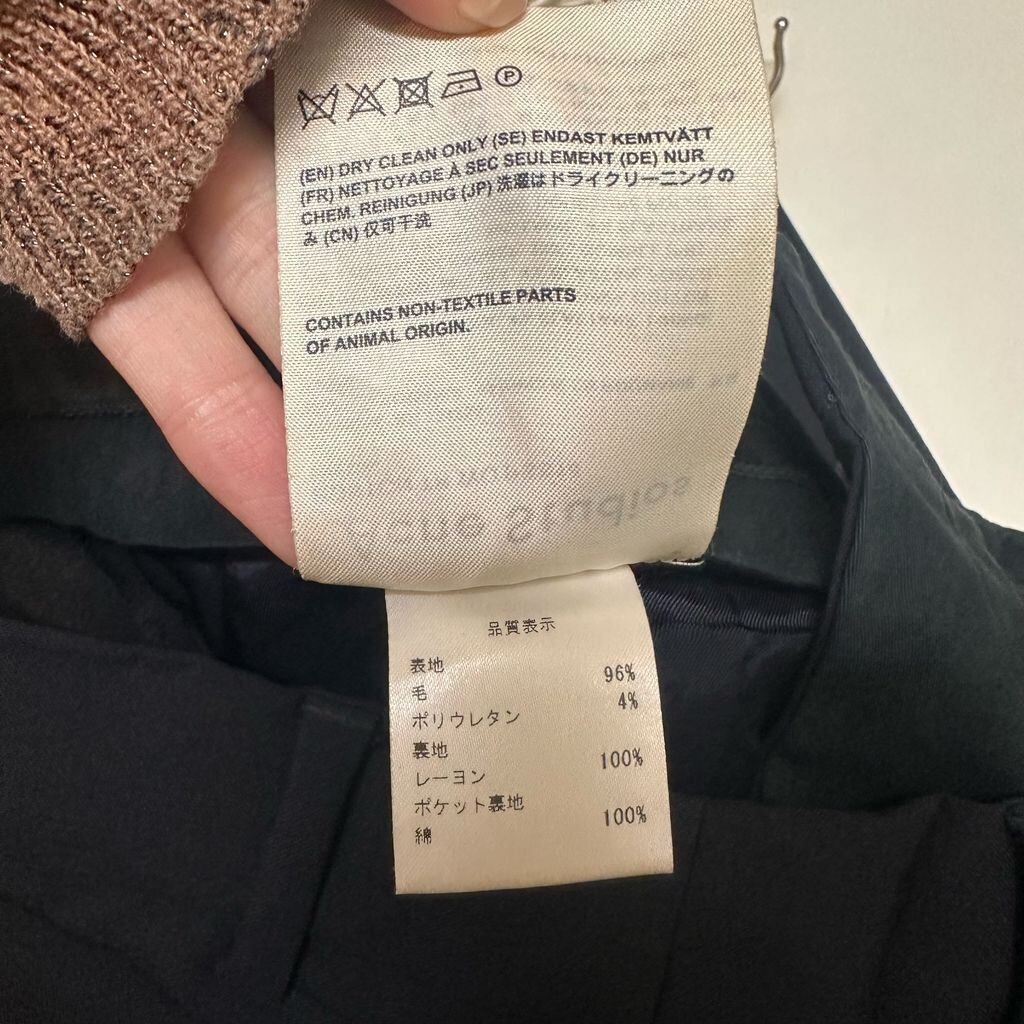 P
(EN) DRY CLEAN ONLY (SE) ENDAST KEMTVÄTT
(FR) NETTOYAGE À SEC SEULEMENT (DE) NUR
CHEM. REINIGUNG (JP) 洗濯はドライクリーニングの
み (CN) 仅可干洗
CONTAINS NON-TEXTILE PARTS
OF ANIMAL ORIGIN.
品質表示
表地
毛 96%
ポリウレタン 4%
裏地
レーヨン 100%
ポケット裏地
綿 100%